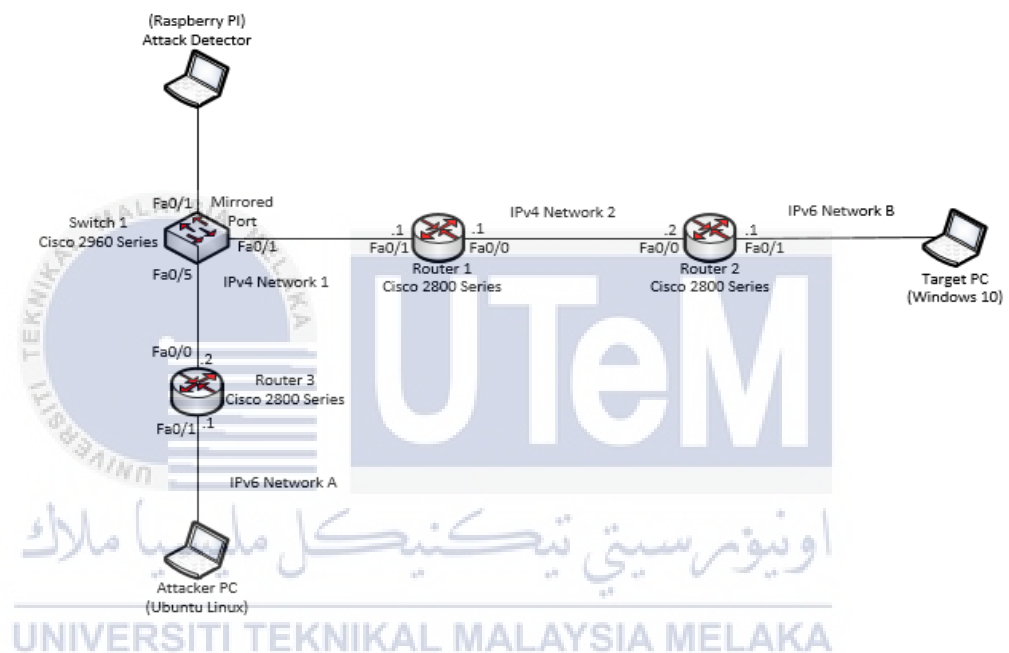 (Raspberry PI)
Attack Detector
Fa0/1
Mirrored
Port
Switch 1
Cisco 2960 Series
Fa0/1
Fa0/5
IPv4 Network 1
.1
Fa0/1
.1
Fa0/0
Router 1
Cisco 2800 Series
IPv4 Network 2
.2
Fa0/0
.1
Fa0/1
Router 2
Cisco 2800 Series
IPv6 Network B
Target PC
(Windows 10)
Fa0/0
.2
Router 3
Cisco 2800 Series
Fa0/1
.1
IPv6 Network A
Attacker PC
(Ubuntu Linux)
UNIVERSITI TEKNIKAL MALAYSIA MELAKA
UTeM
اونيورسيتي تيكنيكل مليسيا ملاك
UNIVERSITI TEKNIKAL MALAYSIA MELAKA